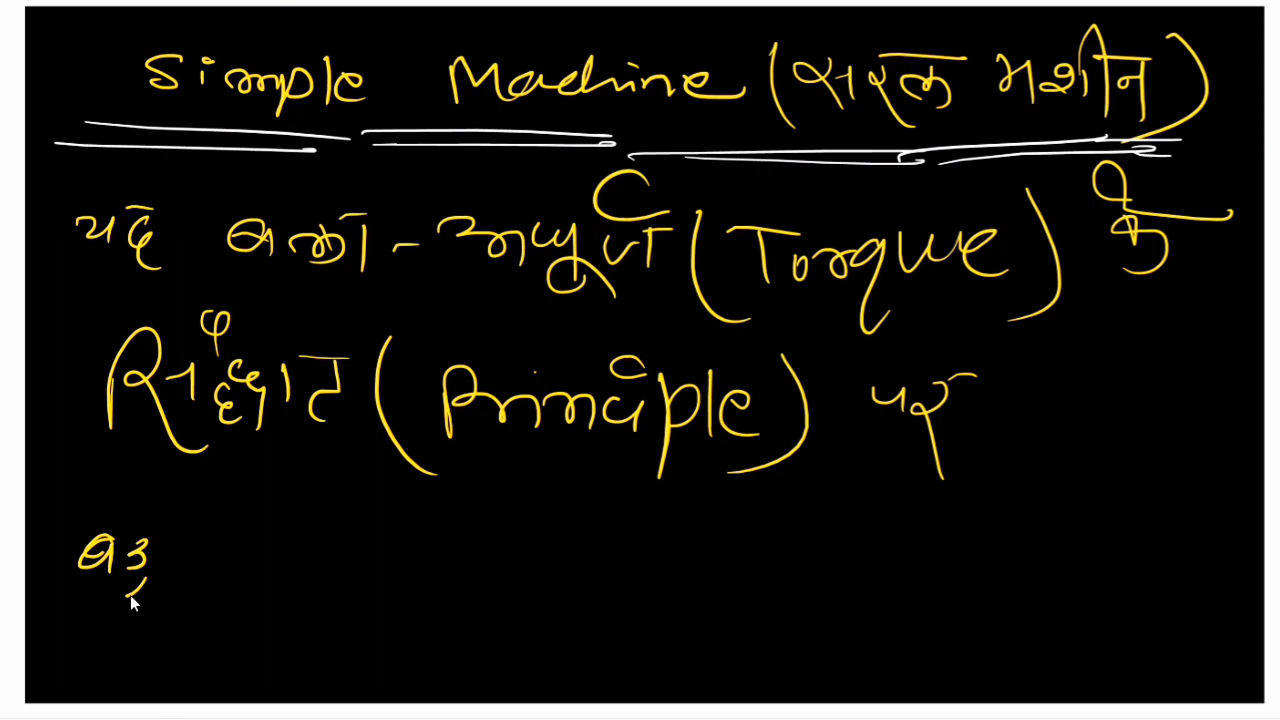 Simple Machine (सरल मशीन)
यह बलों - आघूर्ण (Torque) के
सिद्धांत (Principle) पर